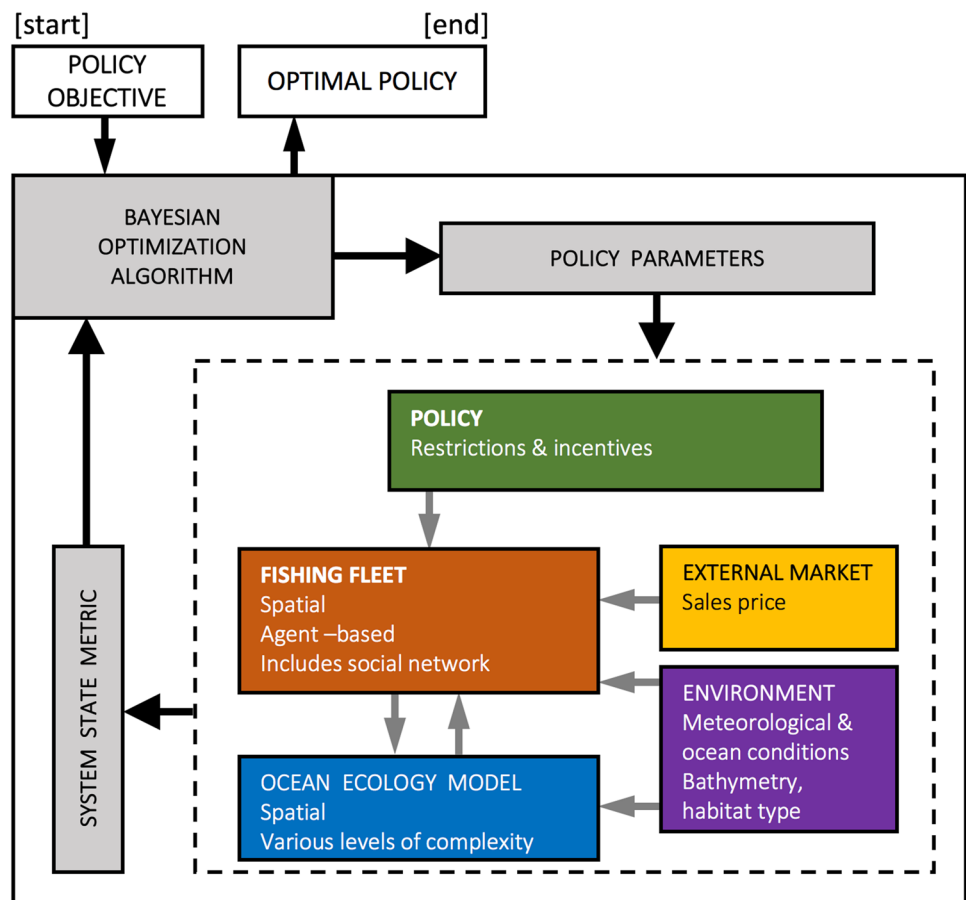 [start]
[end]
POLICY
OBJECTIVE
OPTIMAL POLICY
BAYESIAN
OPTIMIZATION
ALGORITHM
POLICY PARAMETERS
POLICY
Restrictions & incentives
FISHING FLEET
Spatial
Agent –based
Includes social network
EXTERNAL MARKET
Sales price
ENVIRONMENT
Meteorological &
ocean conditions
Bathymetry,
habitat type
OCEAN ECOLOGY MODEL
Spatial
Various levels of complexity
SYSTEM STATE METRIC